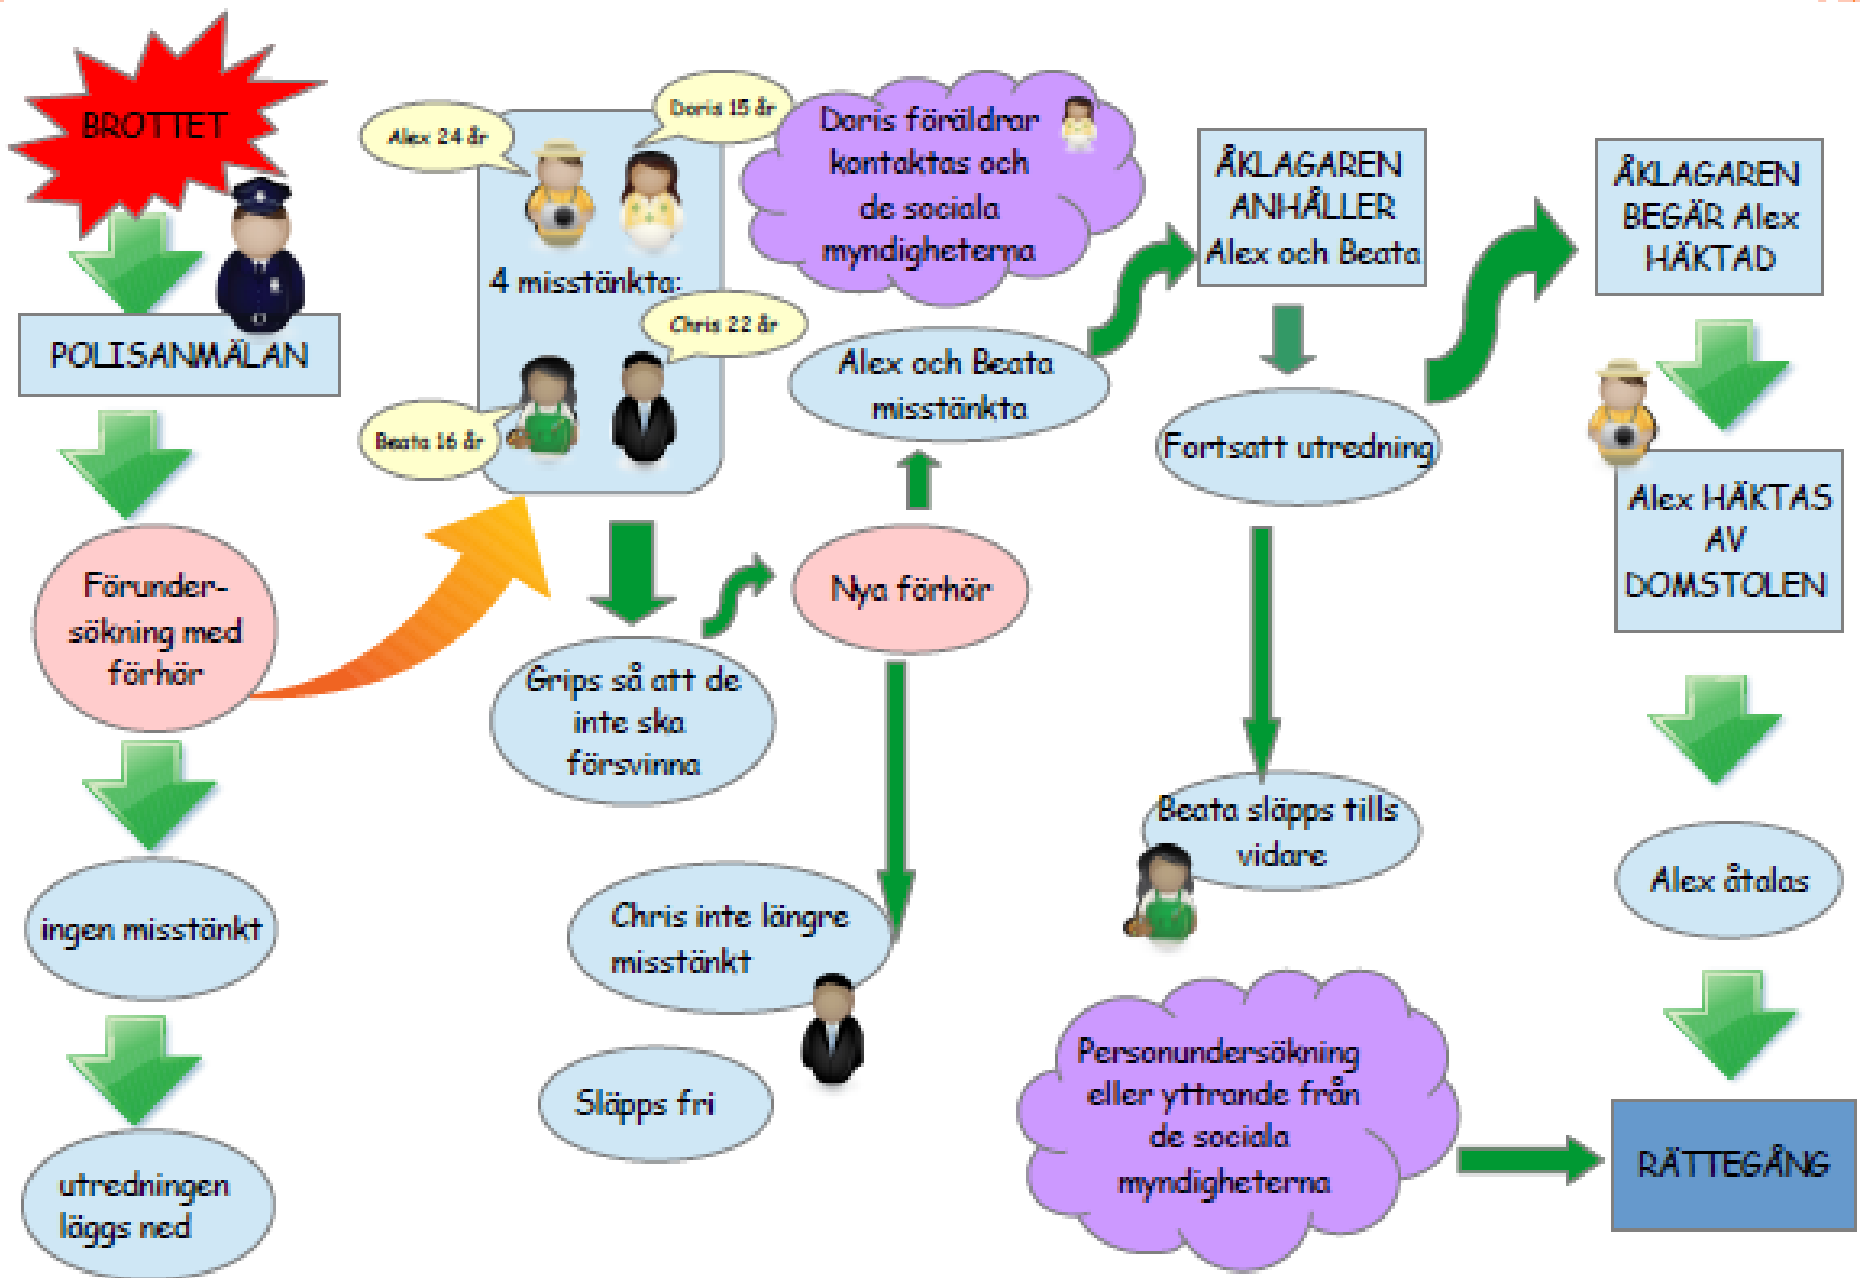 BROTTET
POLISANMÄLAN
Förunder-
sökning med
förhör
ingen misstänkt
utredningen
läggs ned
Alex 24 år
Doris 15 år
4 misstänkta:
Chris 22 år
Beata 16 år
Grips så att de
inte ska
försvinna
Nya förhör
Chris inte längre
misstänkt
Släpps fri
Doris föräldrar
kontaktas och
de sociala
myndigheterna
Alex och Beata
misstänkta
ÅKLAGAREN
ANHÅLLER
Alex och Beata
Fortsatt utredning
Beata släpps tills
vidare
ÅKLAGAREN
BEGÄR Alex
HÄKTAD
Alex HÄKTAS
AV
DOMSTOLEN
Alex åtalas
Personundersökning
eller yttrande från
de sociala
myndigheterna
RÄTTEGÅNG